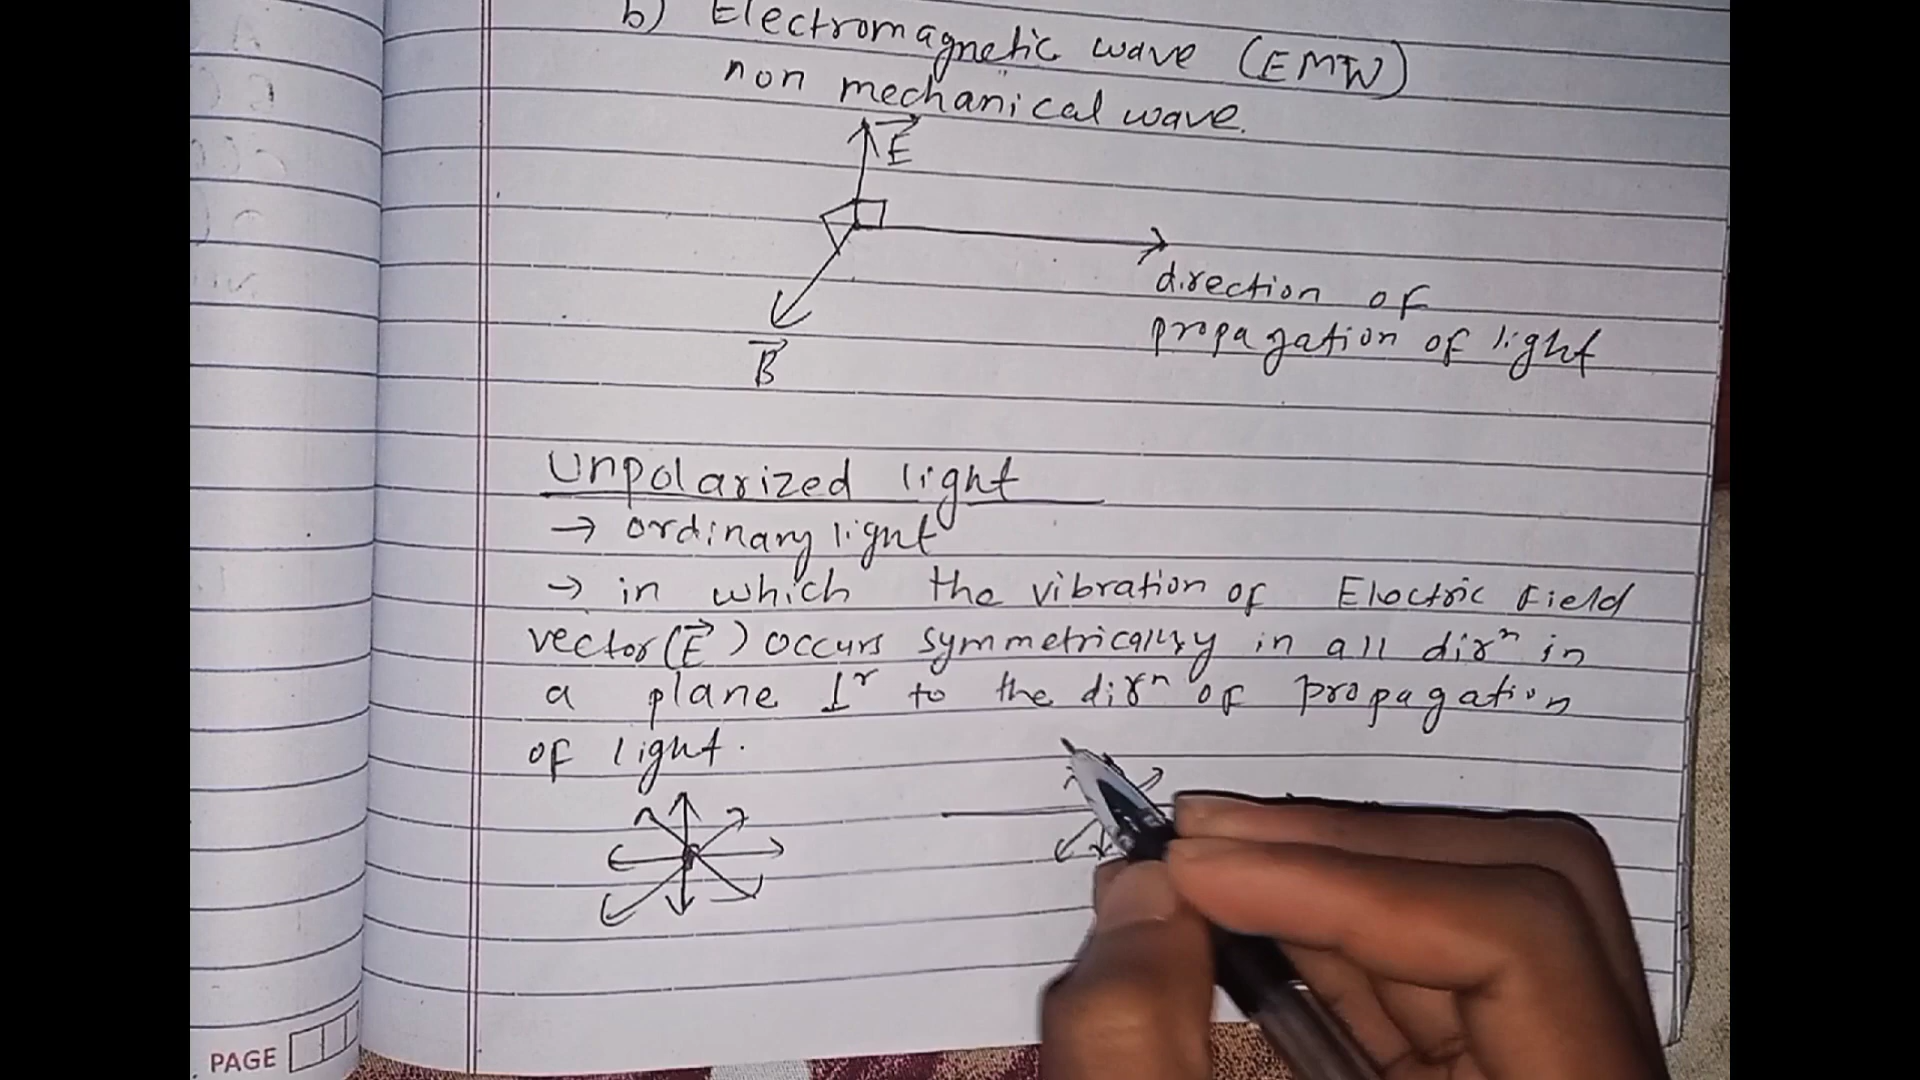 b) Electromagnetic wave (EMW)
non mechanical wave.
E
direction of
propagation of light
B
Unpolarized light
→ ordinary light
→ in which the vibration of Electric Field
vector(E) occurs symmetrically in all dirⁿ in
a plane ⊥ʳ to the dirⁿ of propagation
of light.
PAGE